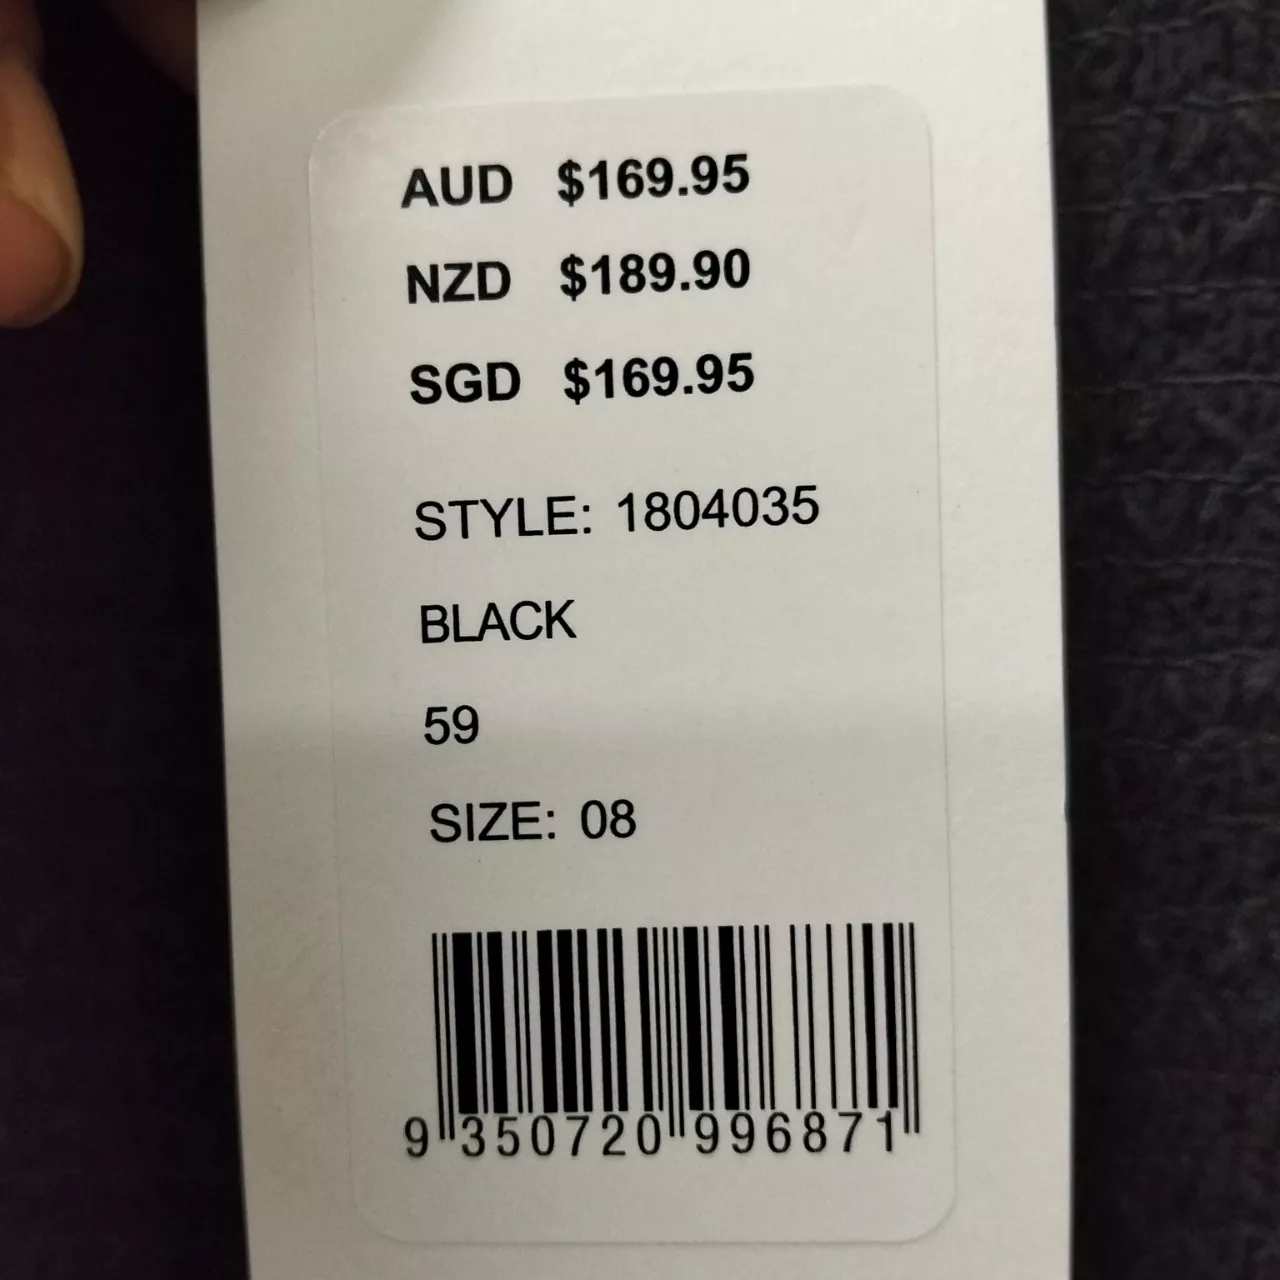 AUD $169.95
NZD $189.90
SGD $169.95
STYLE: 1804035
BLACK
59
SIZE: 08
9 350720 996871